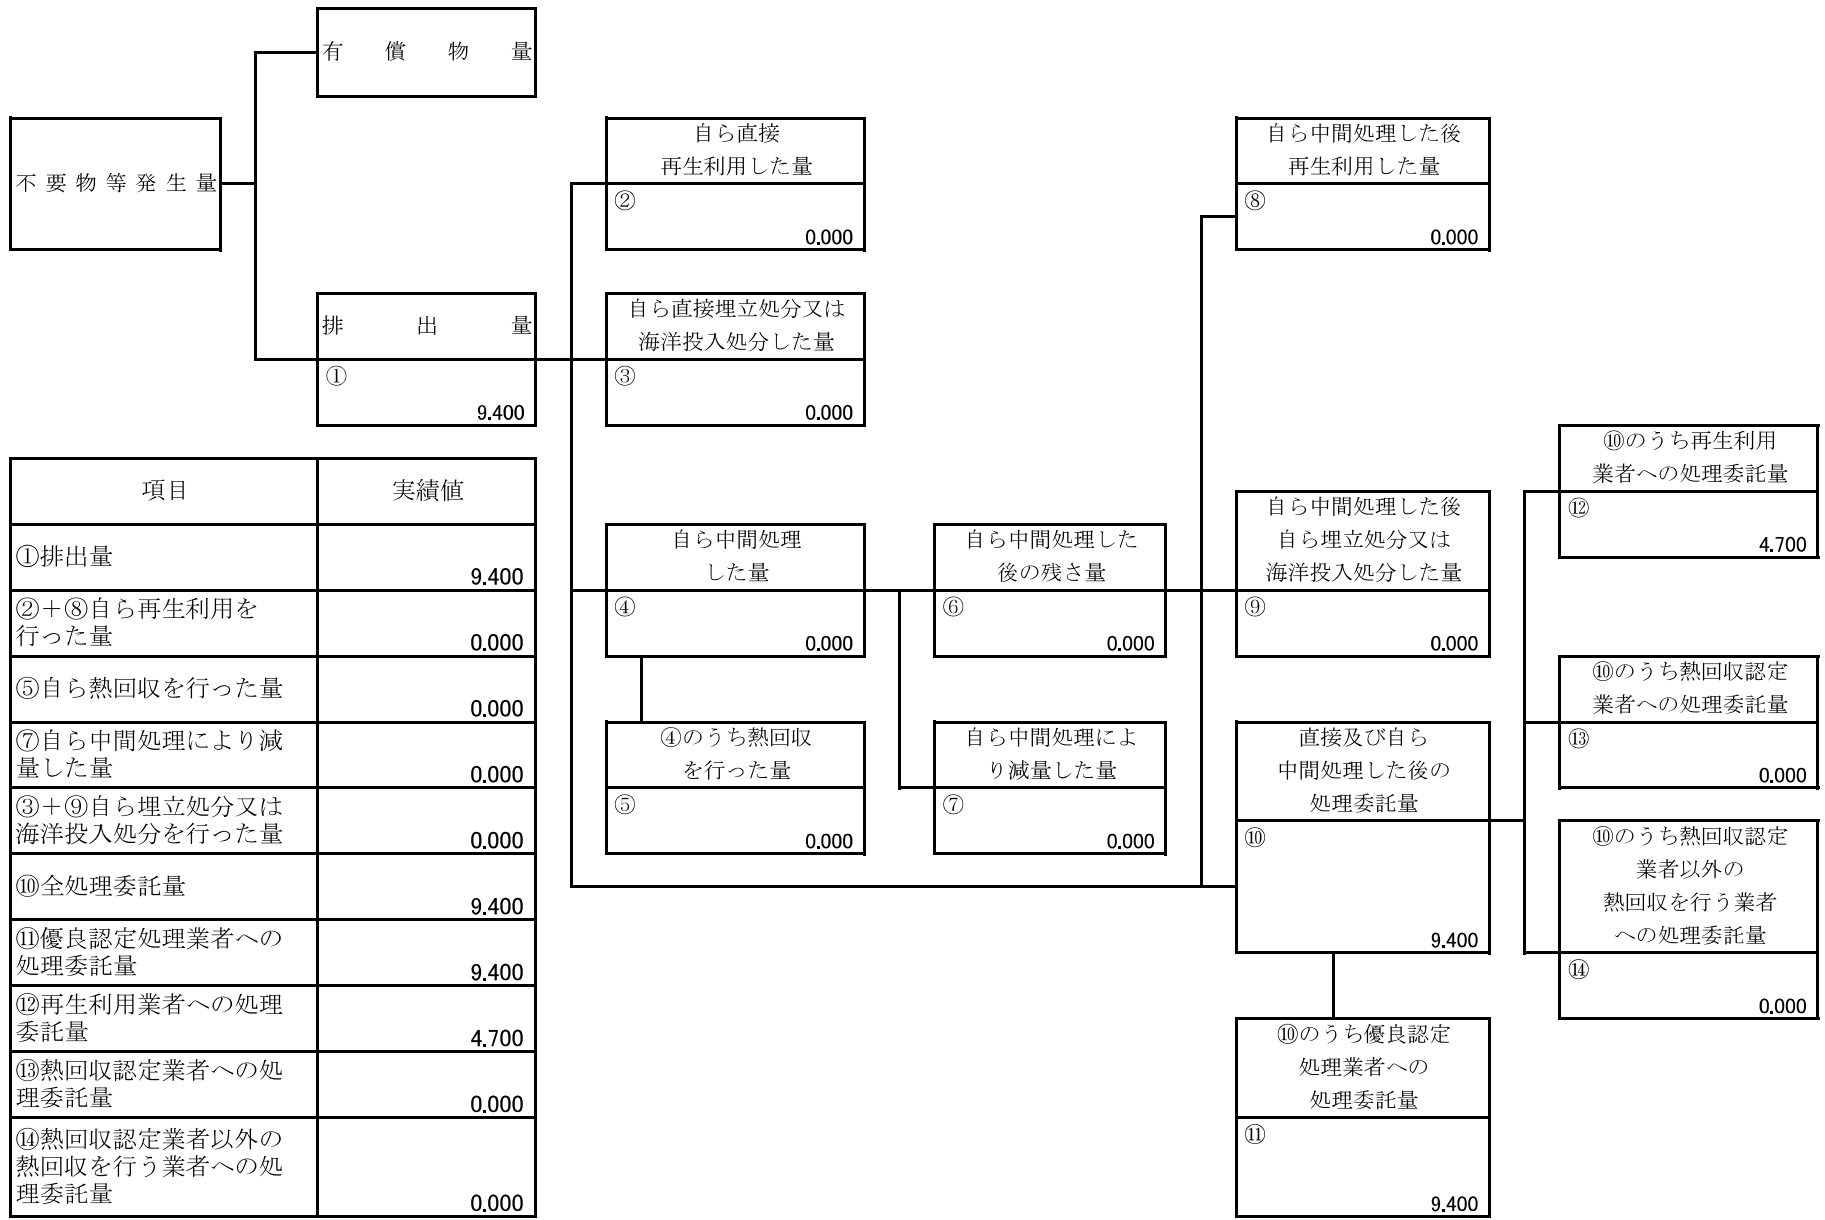 有償物量
不要物等発生量
排出量
①
9.400
自ら直接
再生利用した量
②
0.000
自ら直接埋立処分又は
海洋投入処分した量
③
0.000
自ら中間処理した後
再生利用した量
⑧
0.000
自ら中間処理
した量
④
0.000
自ら中間処理した
後の残さ量
⑥
0.000
自ら中間処理した後
自ら埋立処分又は
海洋投入処分した量
⑨
0.000
④のうち熱回収
を行った量
⑤
0.000
自ら中間処理によ
り減量した量
⑦
0.000
直接及び自ら
中間処理した後の
処理委託量
⑩
9.400
⑩のうち優良認定
処理業者への
処理委託量
⑪
9.400
⑩のうち再生利用
業者への処理委託量
⑫
4.700
⑩のうち熱回収認定
業者への処理委託量
⑬
0.000
⑩のうち熱回収認定
業者以外の
熱回収を行う業者
への処理委託量
⑭
0.000
項目 実績値
①排出量
9.400
②+⑧自ら再生利用を
行った量
0.000
⑤自ら熱回収を行った量
0.000
⑦自ら中間処理により減
量した量
0.000
③+⑨自ら埋立処分又は
海洋投入処分を行った量
0.000
⑩全処理委託量
9.400
⑪優良認定処理業者への
処理委託量
9.400
⑫再生利用業者への処理
委託量
4.700
⑬熱回収認定業者への処
理委託量
0.000
⑭熱回収認定業者以外の
熱回収を行う業者への処
理委託量
0.000